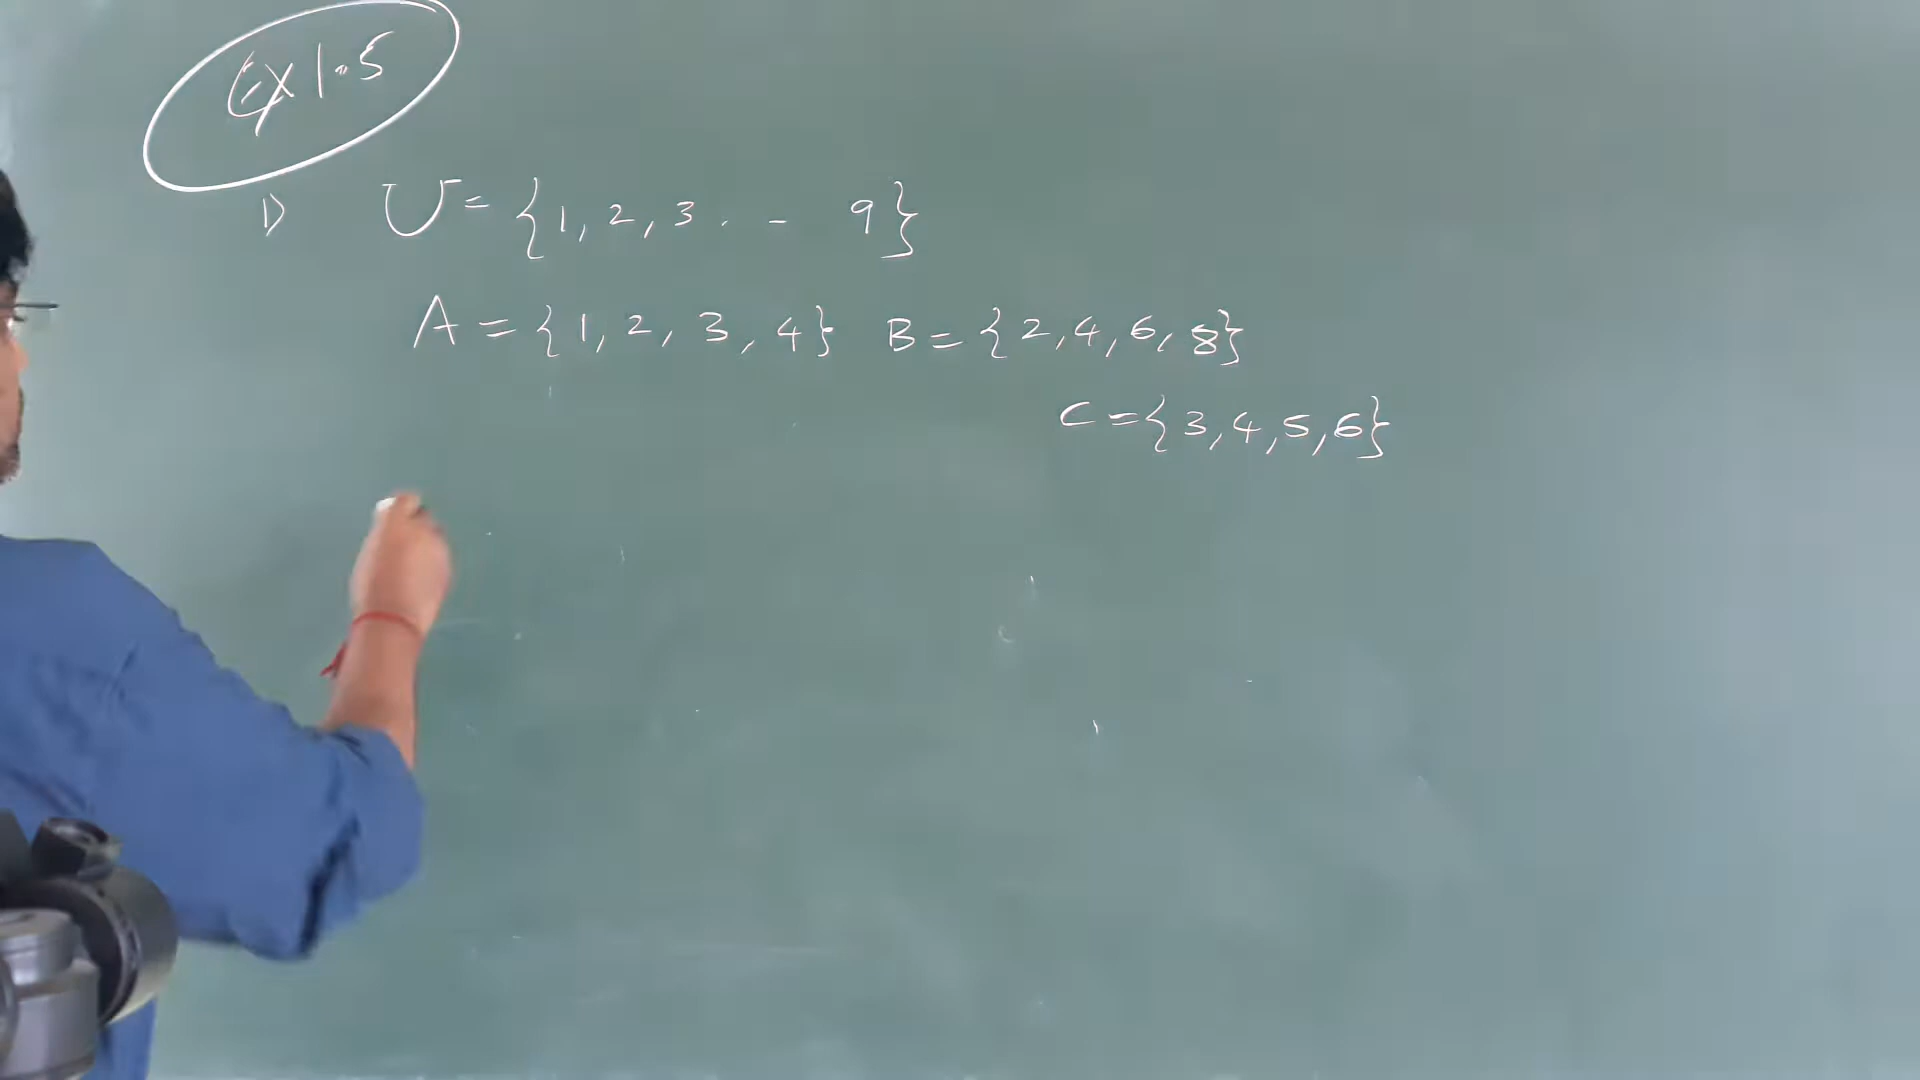 Ex 1.5
1) U = {1, 2, 3 . - 9}
A = {1, 2, 3, 4} B = {2, 4, 6, 8}
C = {3, 4, 5, 6}